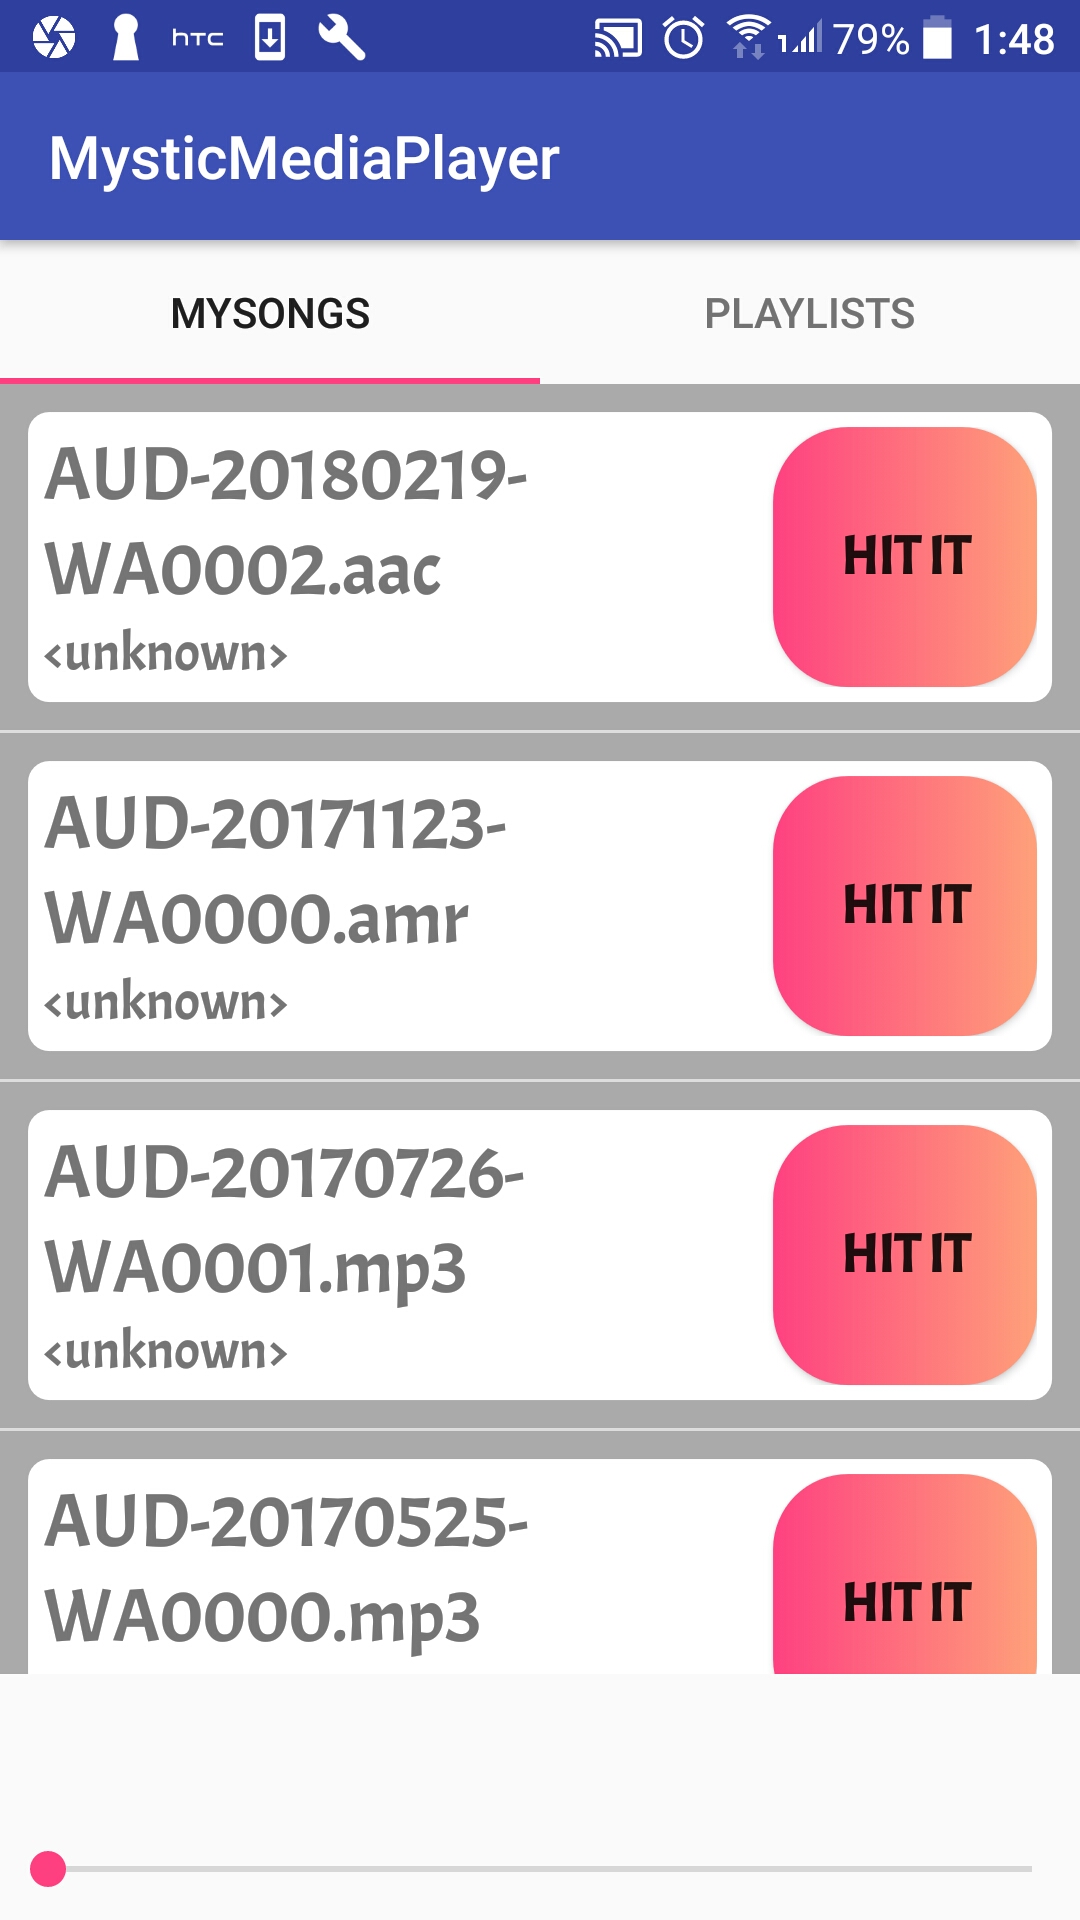 hTC 79% 1:48
MysticMediaPlayer
MYSONGS PLAYLISTS
AUD-20180219-
WA0002.aac
<unknown>
HIT IT
AUD-20171123-
WA0000.amr
<unknown>
HIT IT
AUD-20170726-
WA0001.mp3
<unknown>
HIT IT
AUD-20170525-
WA0000.mp3
HIT IT